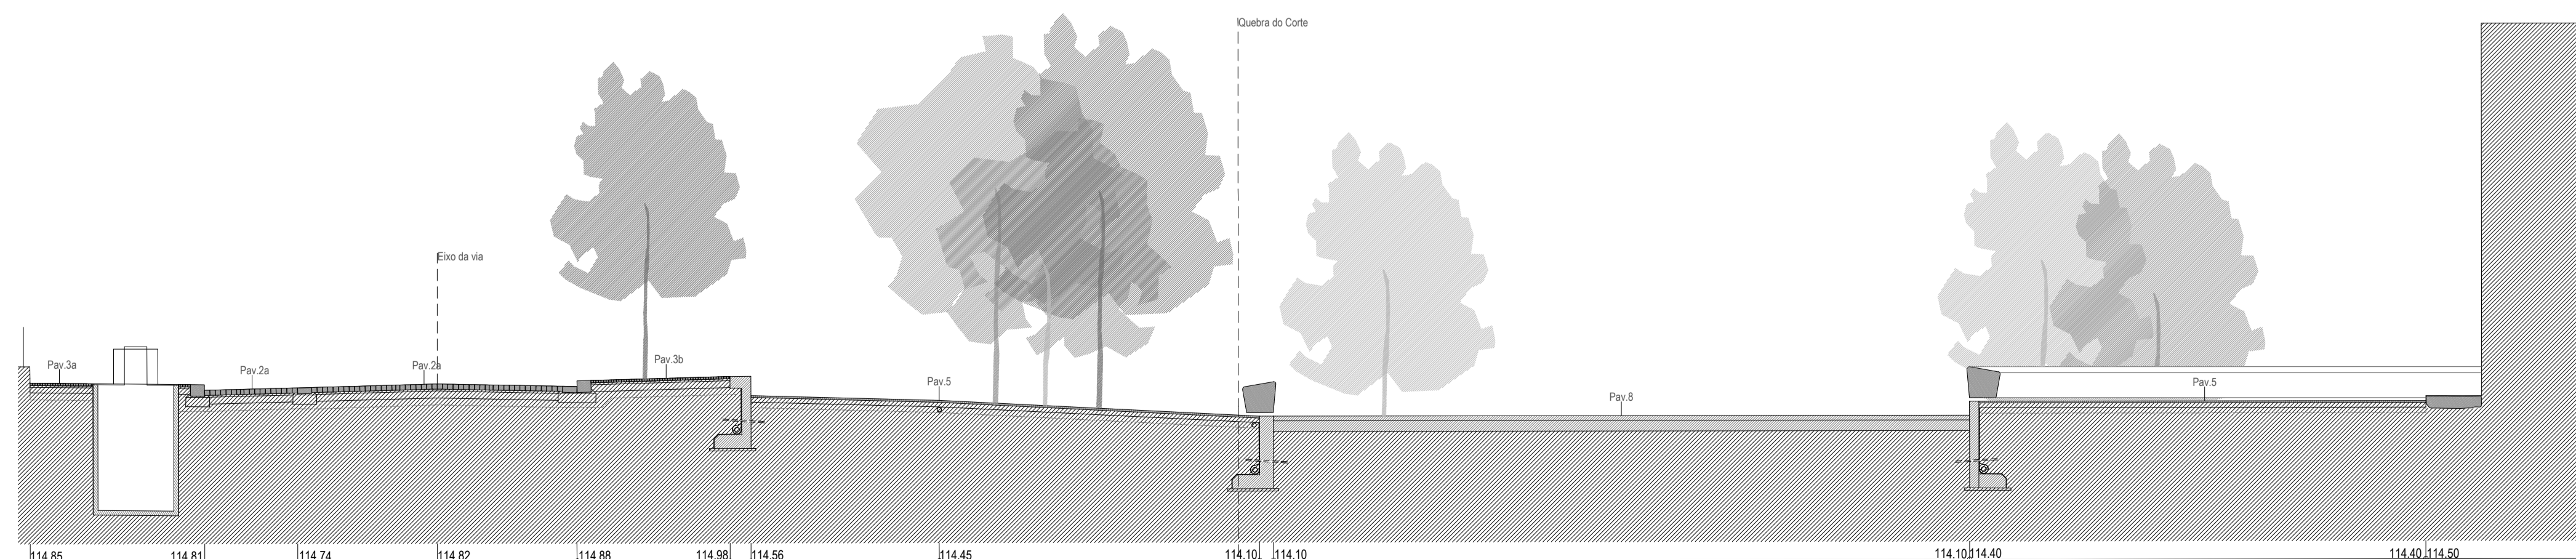 Quebra do Corte
Eixo da via
Pav.3a
Pav.2a
Pav.2a
Pav.3b
Pav.5
Pav.8
Pav.5
114.85
114.81
114.74
114.82
114.88
114.98
114.56
114.45
114.10
114.10
114.10
114.40
114.40
114.50